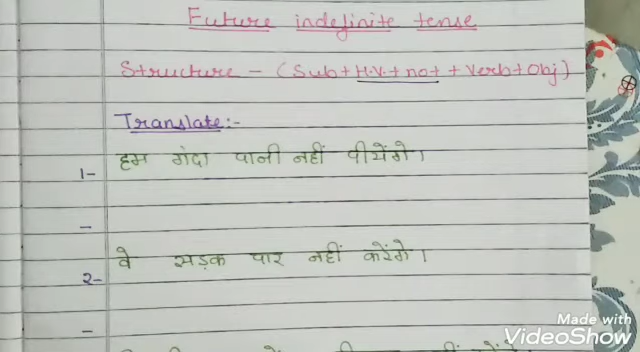 Future indefinite tense
Structure - (Sub + H.V. + not + Verb + Obj)
Translate:-
1- हम गंदा पानी नहीं पीयेंगे।
-
2- वे सड़क पार नहीं करेंगे।
-
Made with
VideoShow